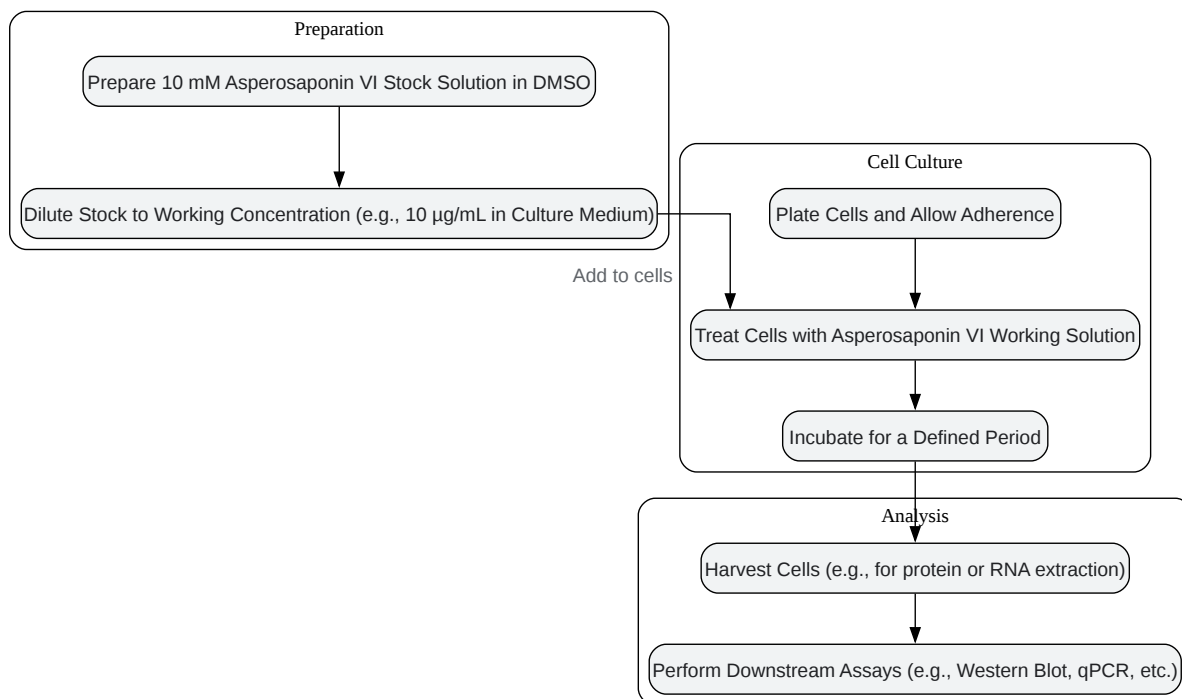 Preparation
Prepare 10 mM Asperosaponin VI Stock Solution in DMSO
Dilute Stock to Working Concentration (e.g., 10 µg/mL in Culture Medium)
Add to cells
Cell Culture
Plate Cells and Allow Adherence
Treat Cells with Asperosaponin VI Working Solution
Incubate for a Defined Period
Analysis
Harvest Cells (e.g., for protein or RNA extraction)
Perform Downstream Assays (e.g., Western Blot, qPCR, etc.)